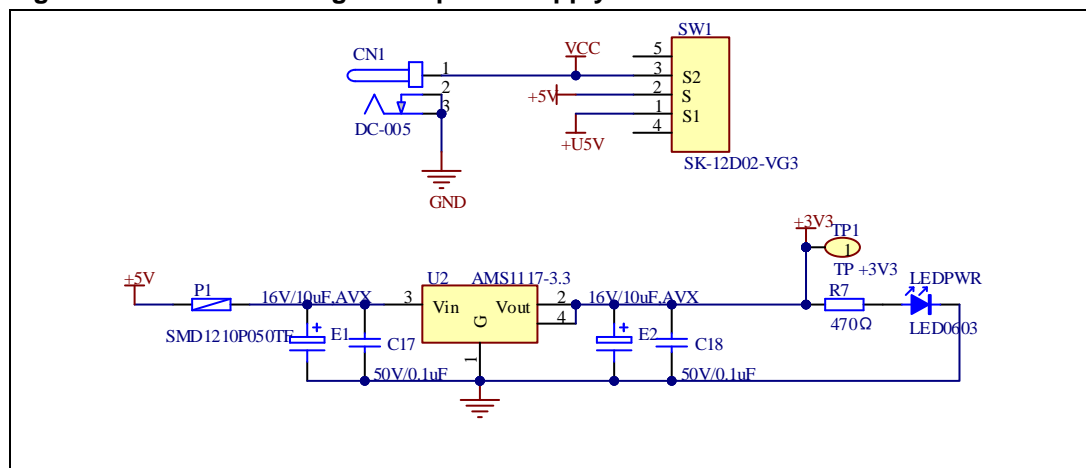 CN1
1
2
3
DC-005
GND
VCC
+5V
+U5V
SW1
5
3
2
1
4
S2
S
S1
SK-12D02-VG3
+5V
P1
SMD1210P050TF
16V/10uF,AVX
E1
C17
50V/0.1uF
U2
AMS1117-3.3
3
Vin
Vout
G
2
4
1
16V/10uF,AVX
E2
C18
50V/0.1uF
+3V3
TP1
1
TP +3V3
R7
470Ω
LEDPWR
LED0603